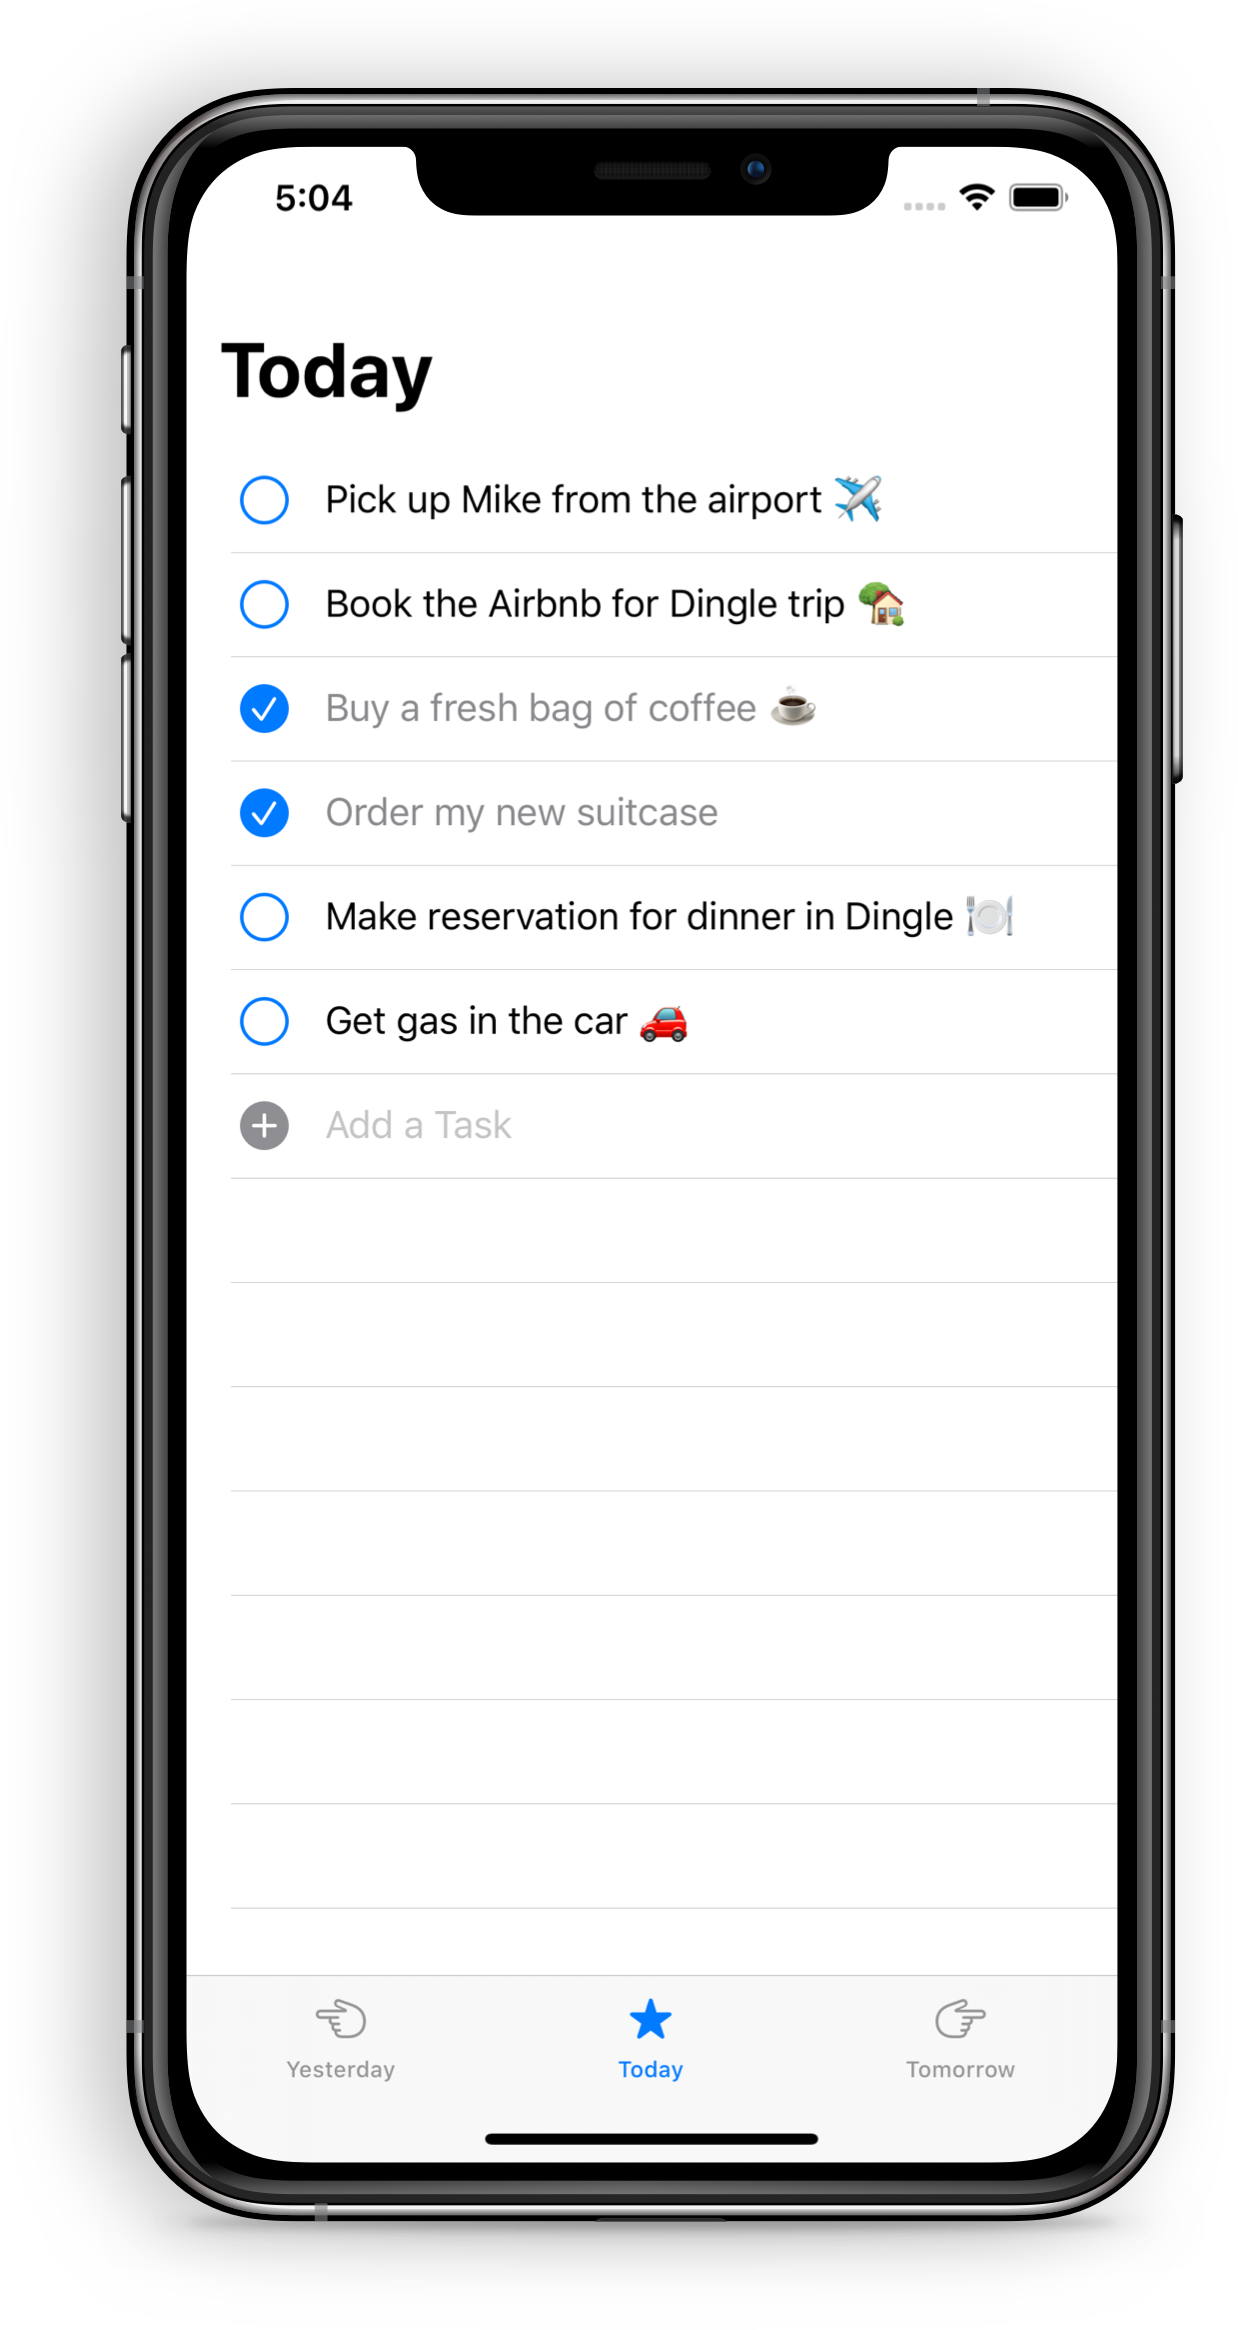 5:04
Today
Pick up Mike from the airport ✈️
Book the Airbnb for Dingle trip 🏡
Buy a fresh bag of coffee ☕️
Order my new suitcase
Make reservation for dinner in Dingle 🍽
Get gas in the car 🚗
Add a Task
Yesterday Today Tomorrow